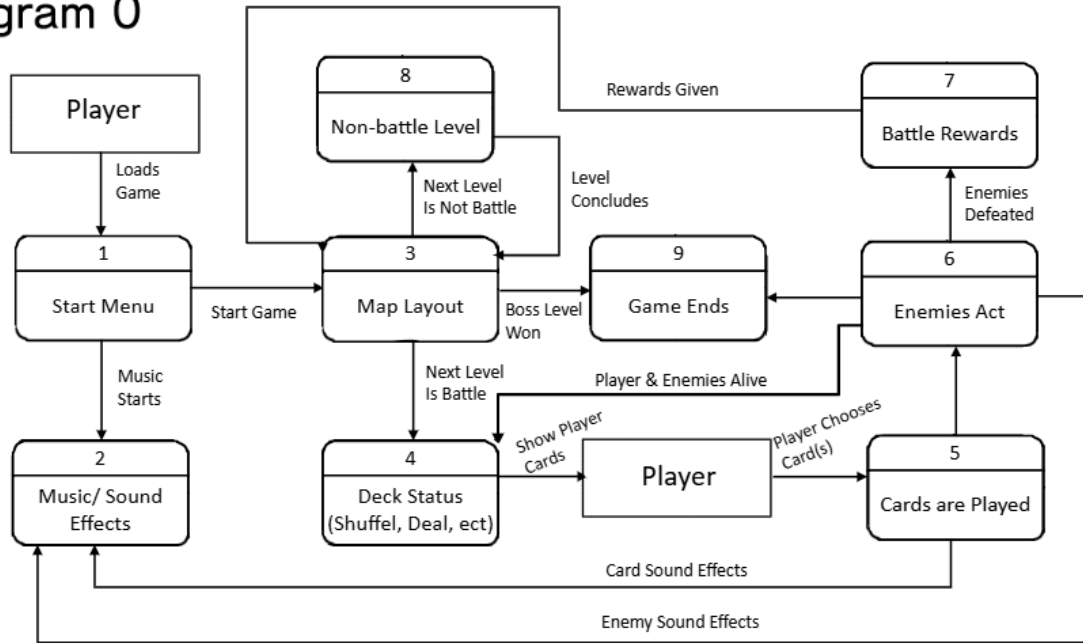 gram 0
Player
Loads
Game
1
Start Menu
Music
Starts
2
Music/ Sound
Effects
Start Game
8
Non-battle Level
Next Level
Is Not Battle
Level
Concludes
3
Map Layout
Boss Level
Won
9
Game Ends
Next Level
Is Battle
4
Deck Status
(Shuffel, Deal, ect)
Show Player
Cards
Player
Player Chooses
Card(s)
5
Cards are Played
6
Enemies Act
Player & Enemies Alive
Enemies
Defeated
7
Battle Rewards
Rewards Given
Card Sound Effects
Enemy Sound Effects